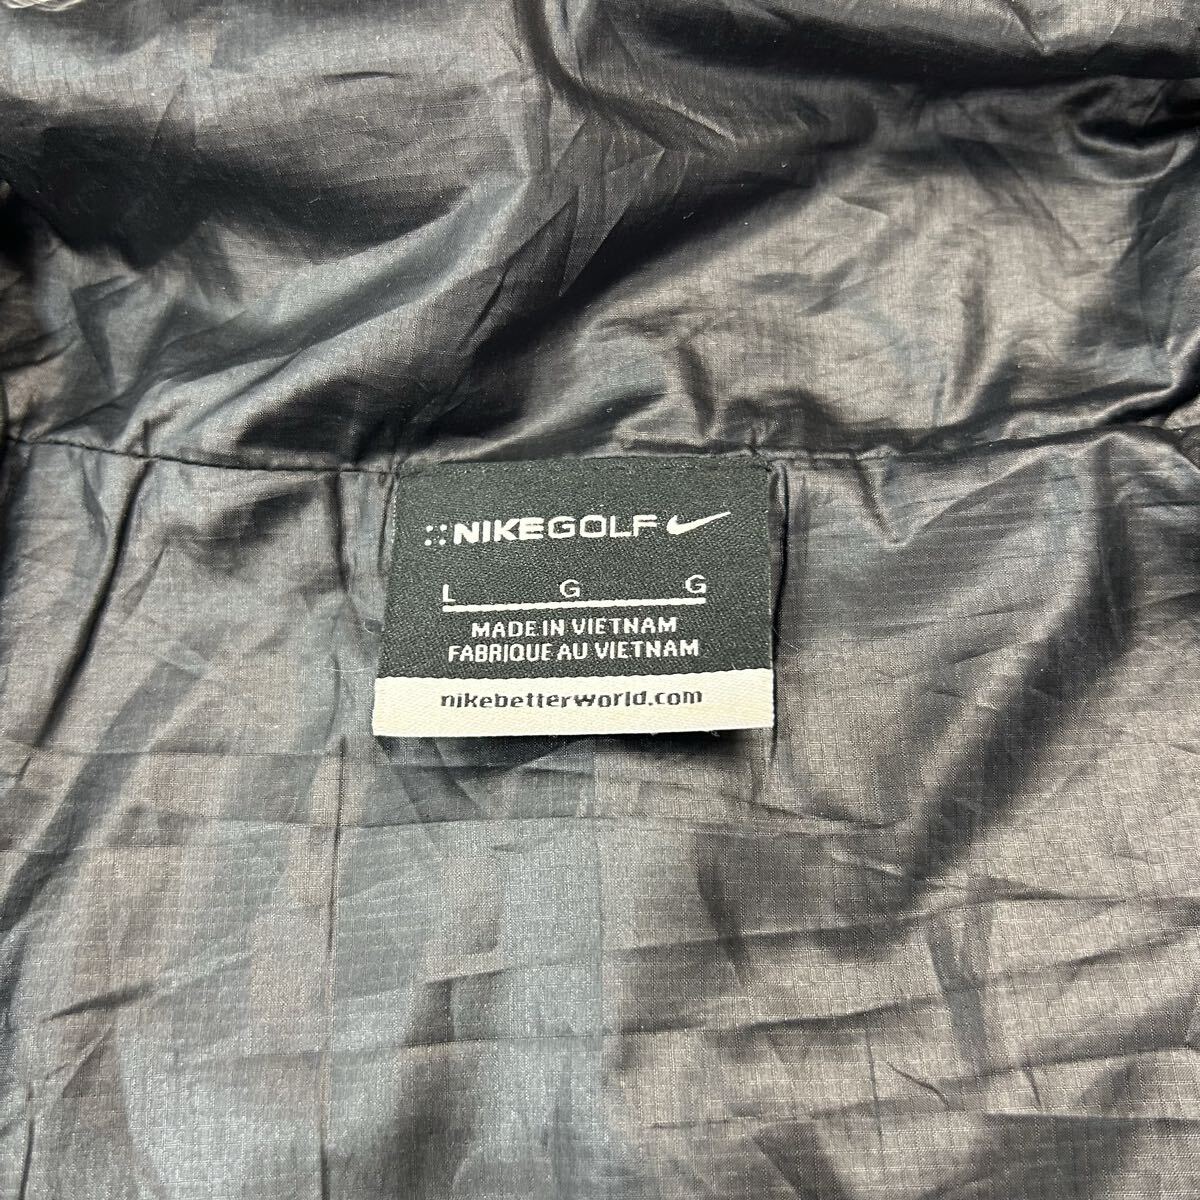 NIKEGOLF
L G G
MADE IN VIETNAM
FABRIQUE AU VIETNAM
nikebetterworld.com